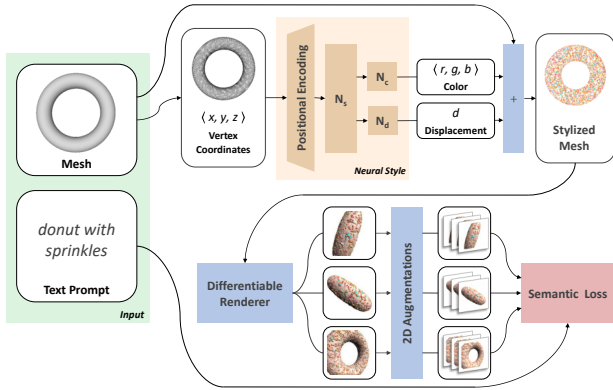 Mesh
donut with
sprinkles
Text Prompt
Input
⟨ x, y, z ⟩
Vertex
Coordinates
Positional Encoding
N_s
N_c
N_d
Neural Style
⟨ r, g, b ⟩
Color
d
Displacement
+
Stylized
Mesh
Differentiable
Renderer
2D Augmentations
Semantic Loss